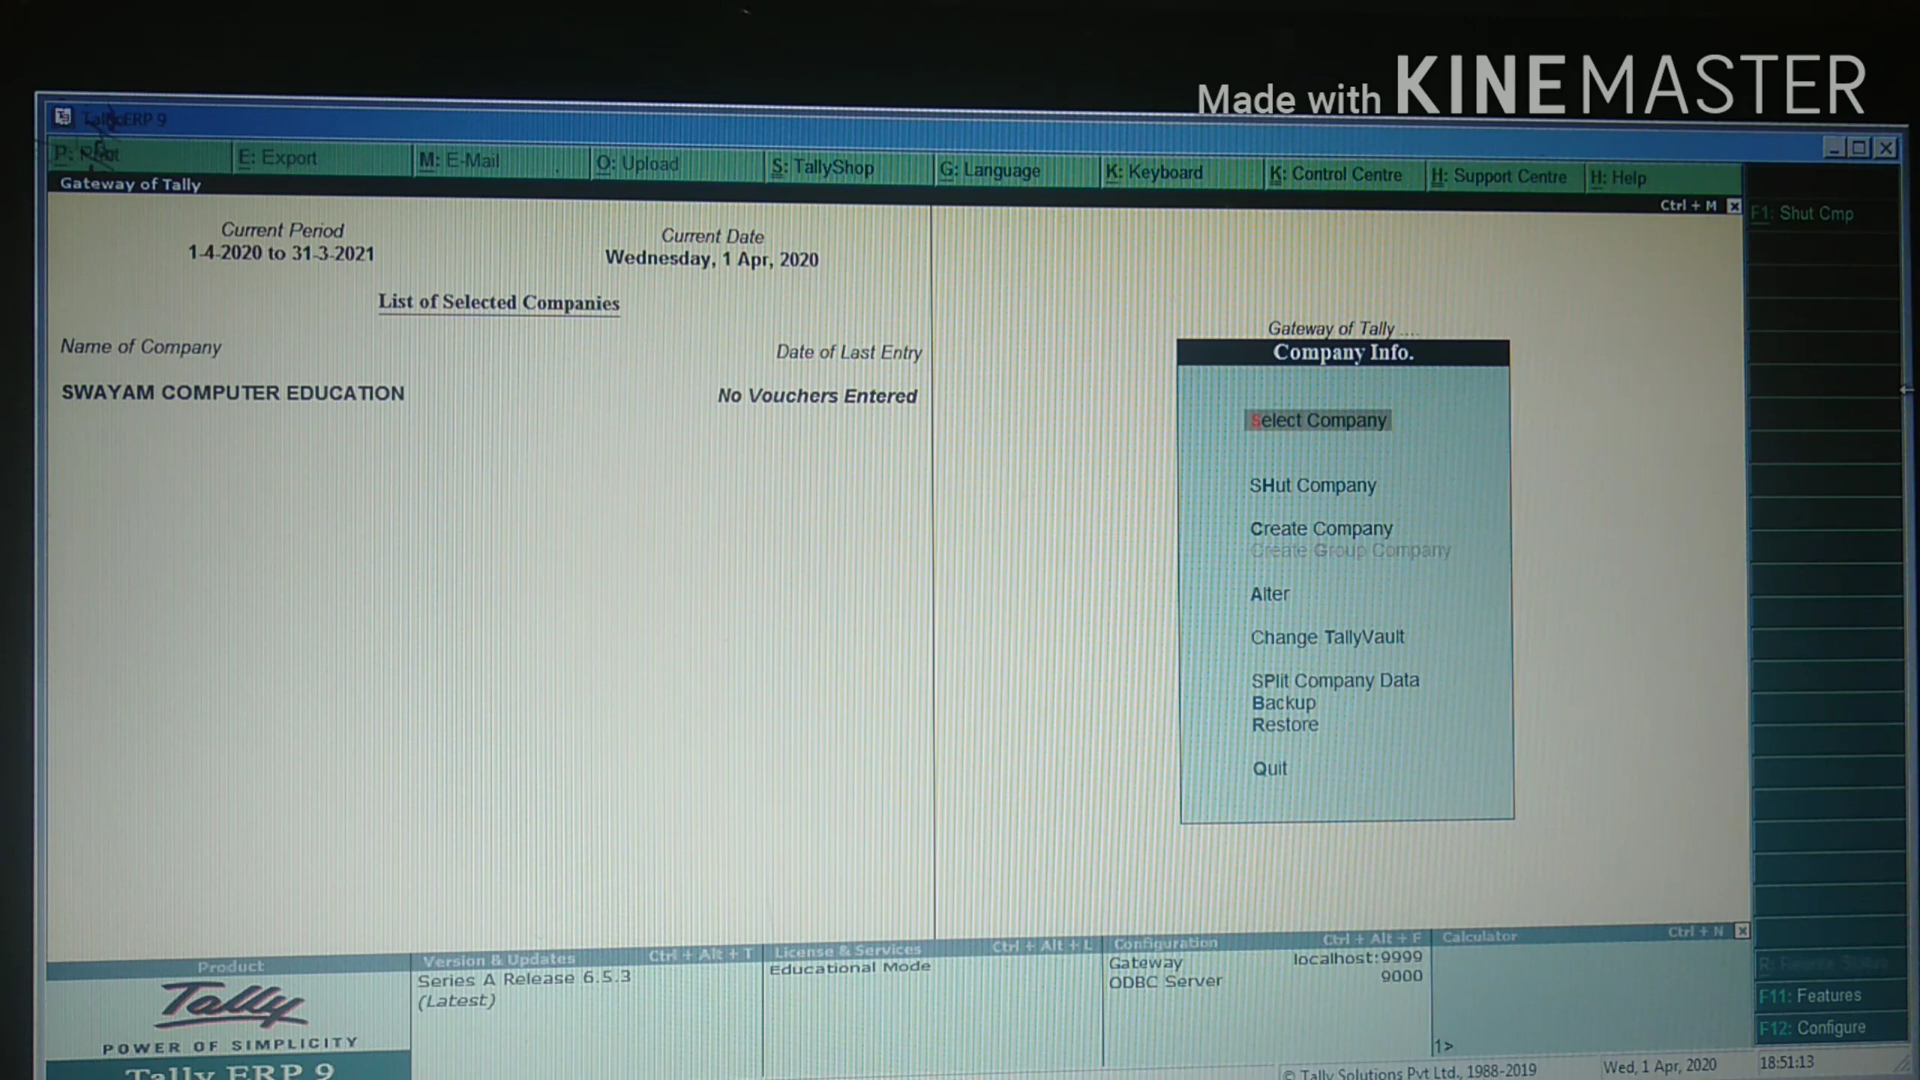 Made with KINEMASTER
Tally.ERP 9
P: Print
E: Export
M: E-Mail
O: Upload
S: TallyShop
G: Language
K: Keyboard
K: Control Centre
H: Support Centre
H: Help
Gateway of Tally
Ctrl + M
F1: Shut Cmp
Current Period
1-4-2020 to 31-3-2021
Current Date
Wednesday, 1 Apr, 2020
List of Selected Companies
Name of Company
Date of Last Entry
SWAYAM COMPUTER EDUCATION
No Vouchers Entered
Gateway of Tally ....
Company Info.
Select Company
SHut Company
Create Company
Create Group Company
Alter
Change TallyVault
SPlit Company Data
Backup
Restore
Quit
Product
Tally
POWER OF SIMPLICITY
Tally ERP 9
Version & Updates Ctrl + Alt + T
Series A Release 6.5.3
(Latest)
License & Services Ctrl + Alt + L
Educational Mode
Configuration Ctrl + Alt + F
Gateway localhost:9999
ODBC Server 9000
Calculator Ctrl + N
1>
F11: Features
F12: Configure
© Tally Solutions Pvt Ltd., 1988-2019
Wed, 1 Apr, 2020
18:51:13